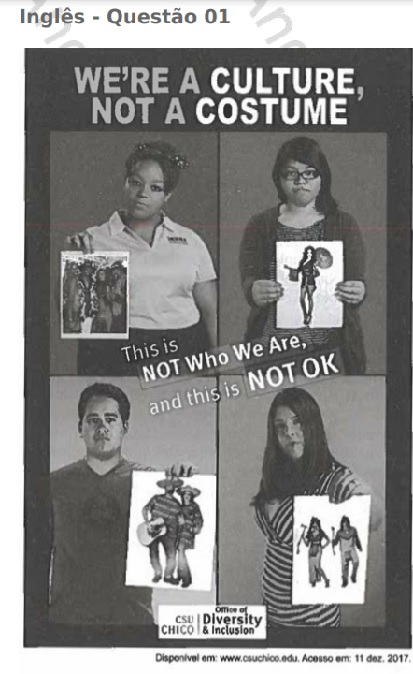 Inglês - Questão 01
WE'RE A CULTURE,
NOT A COSTUME
This is
NOT Who We Are,
and this is NOT OK
Office of
CSU Diversity
CHICO & Inclusion
Disponível em: www.csuchico.edu. Acesso em: 11 dez. 2017.